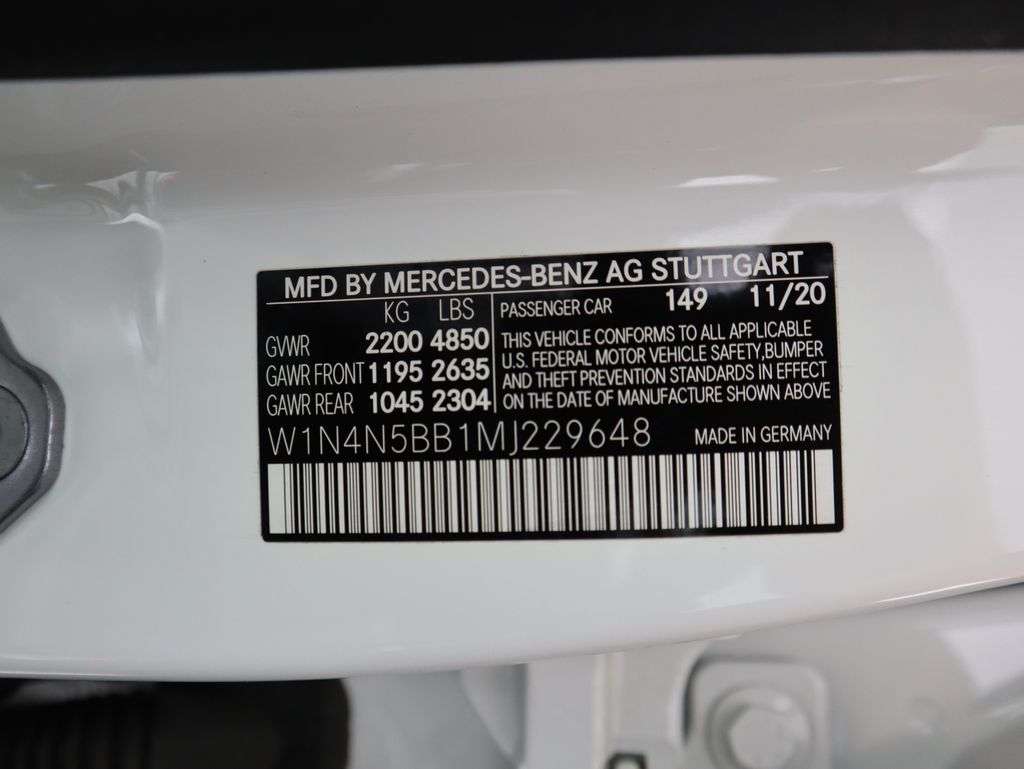 MFD BY MERCEDES-BENZ AG STUTTGART
KG LBS
GVWR 2200 4850
GAWR FRONT 1195 2635
GAWR REAR 1045 2304
PASSENGER CAR 149 11/20
THIS VEHICLE CONFORMS TO ALL APPLICABLE
U.S. FEDERAL MOTOR VEHICLE SAFETY, BUMPER
AND THEFT PREVENTION STANDARDS IN EFFECT
ON THE DATE OF MANUFACTURE SHOWN ABOVE
W1N4N5BB1MJ229648 MADE IN GERMANY